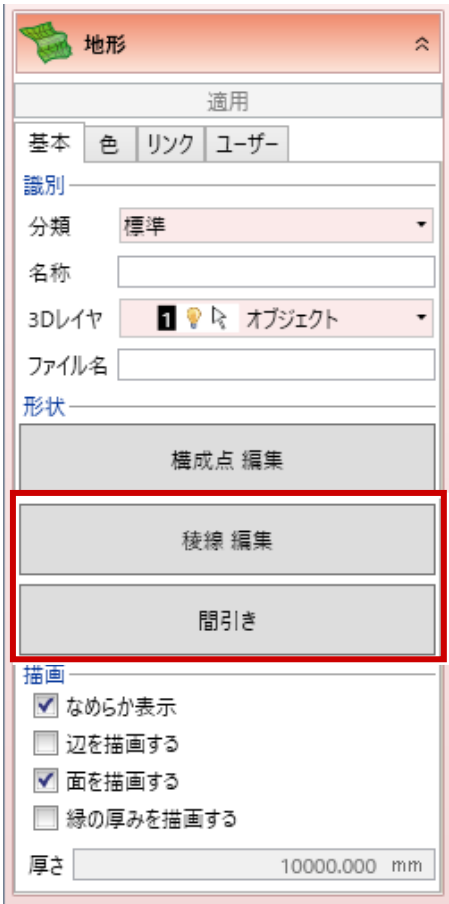 地形
適用
基本 色 リンク ユーザー
識別
分類 標準
名称
3Dレイヤ 1 オブジェクト
ファイル名
形状
構成点 編集
稜線 編集
間引き
描画
なめらか表示
辺を描画する
面を描画する
縁の厚みを描画する
厚さ 10000.000 mm